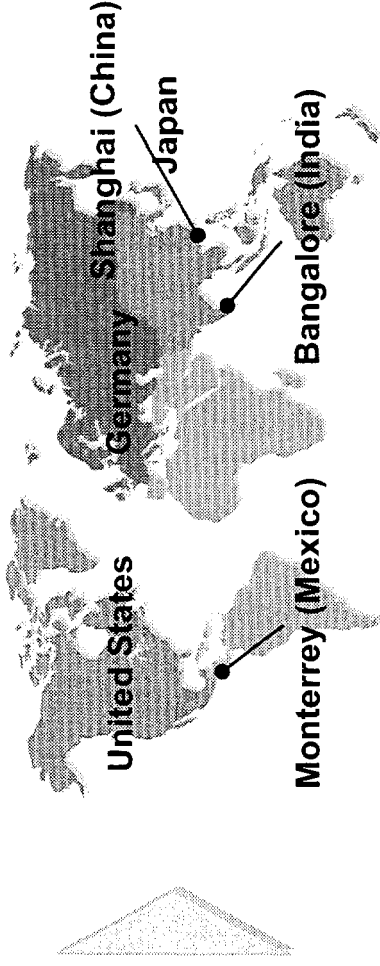 United States
Germany
Shanghai (China)
Japan
Monterrey (Mexico)
Bangalore (India)